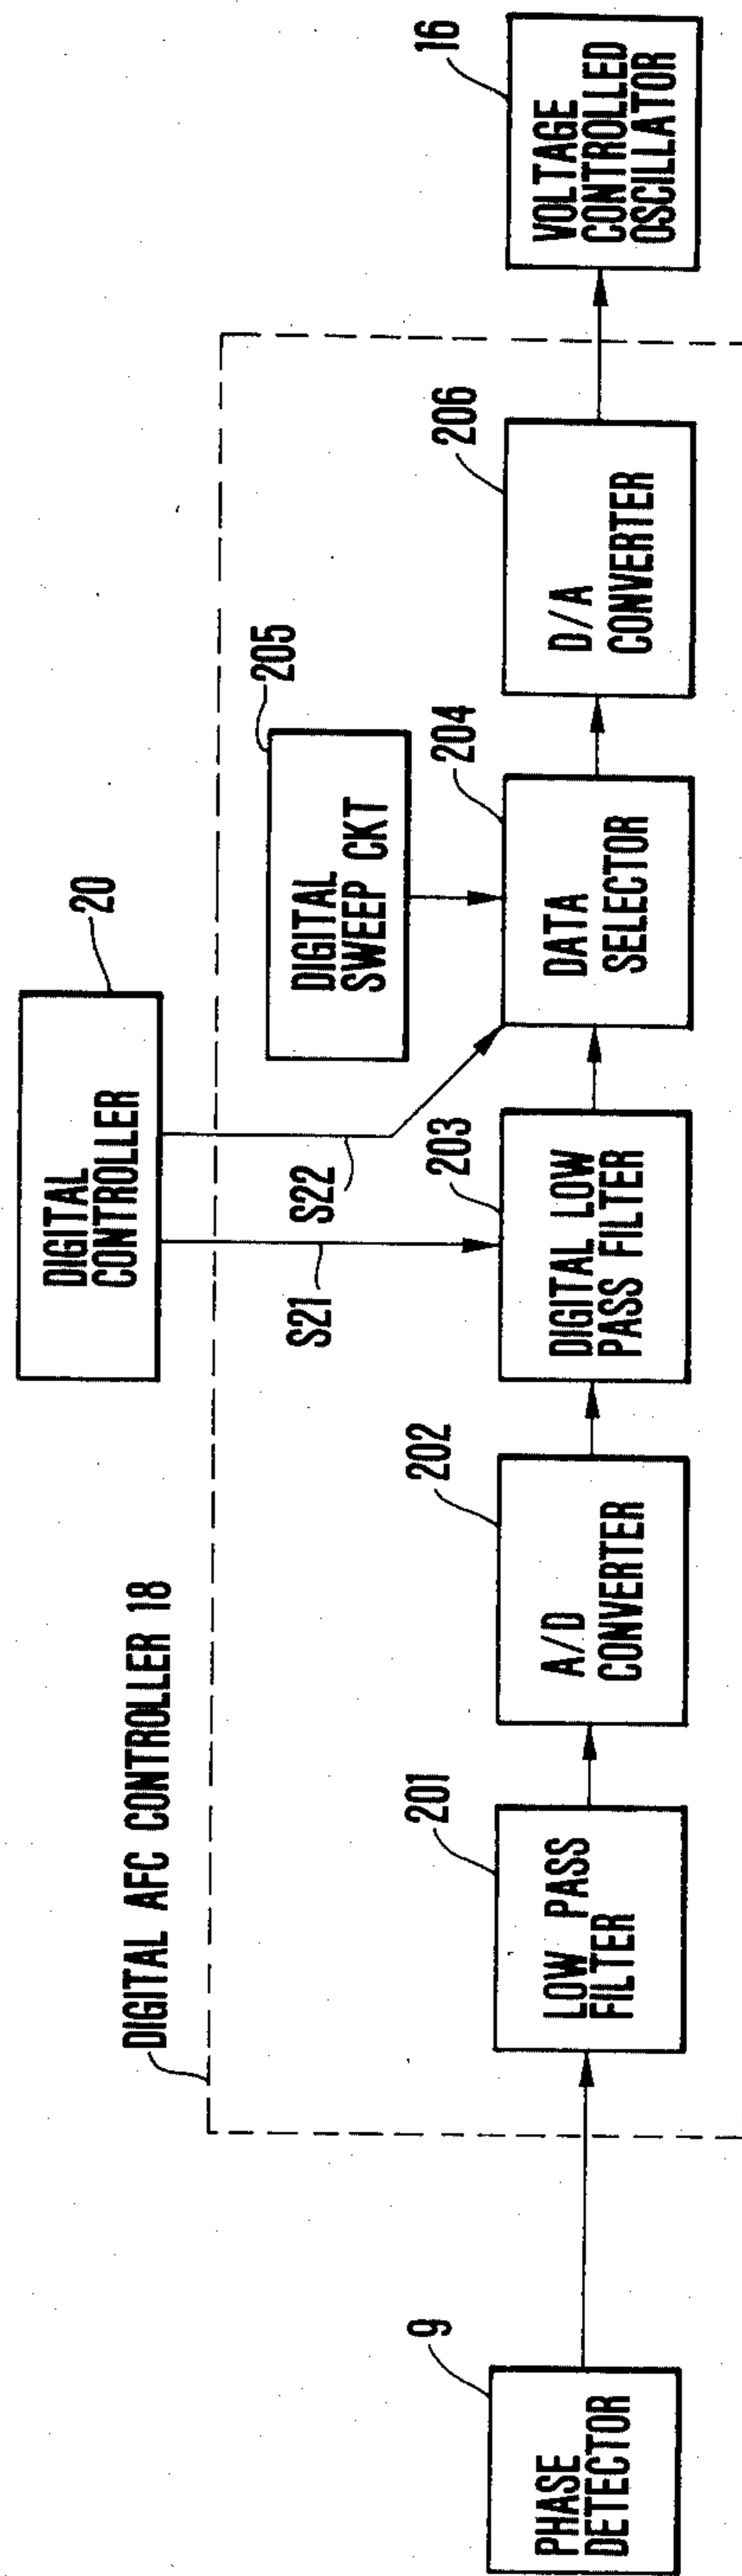 DIGITAL
CONTROLLER
20
DIGITAL AFC CONTROLLER 18
S21
S22
DIGITAL
SWEEP CKT
205
PHASE
DETECTOR
9
LOW PASS
FILTER
201
A/D
CONVERTER
202
DIGITAL LOW
PASS FILTER
203
DATA
SELECTOR
204
D/A
CONVERTER
206
VOLTAGE
CONTROLLED
OSCILLATOR
16